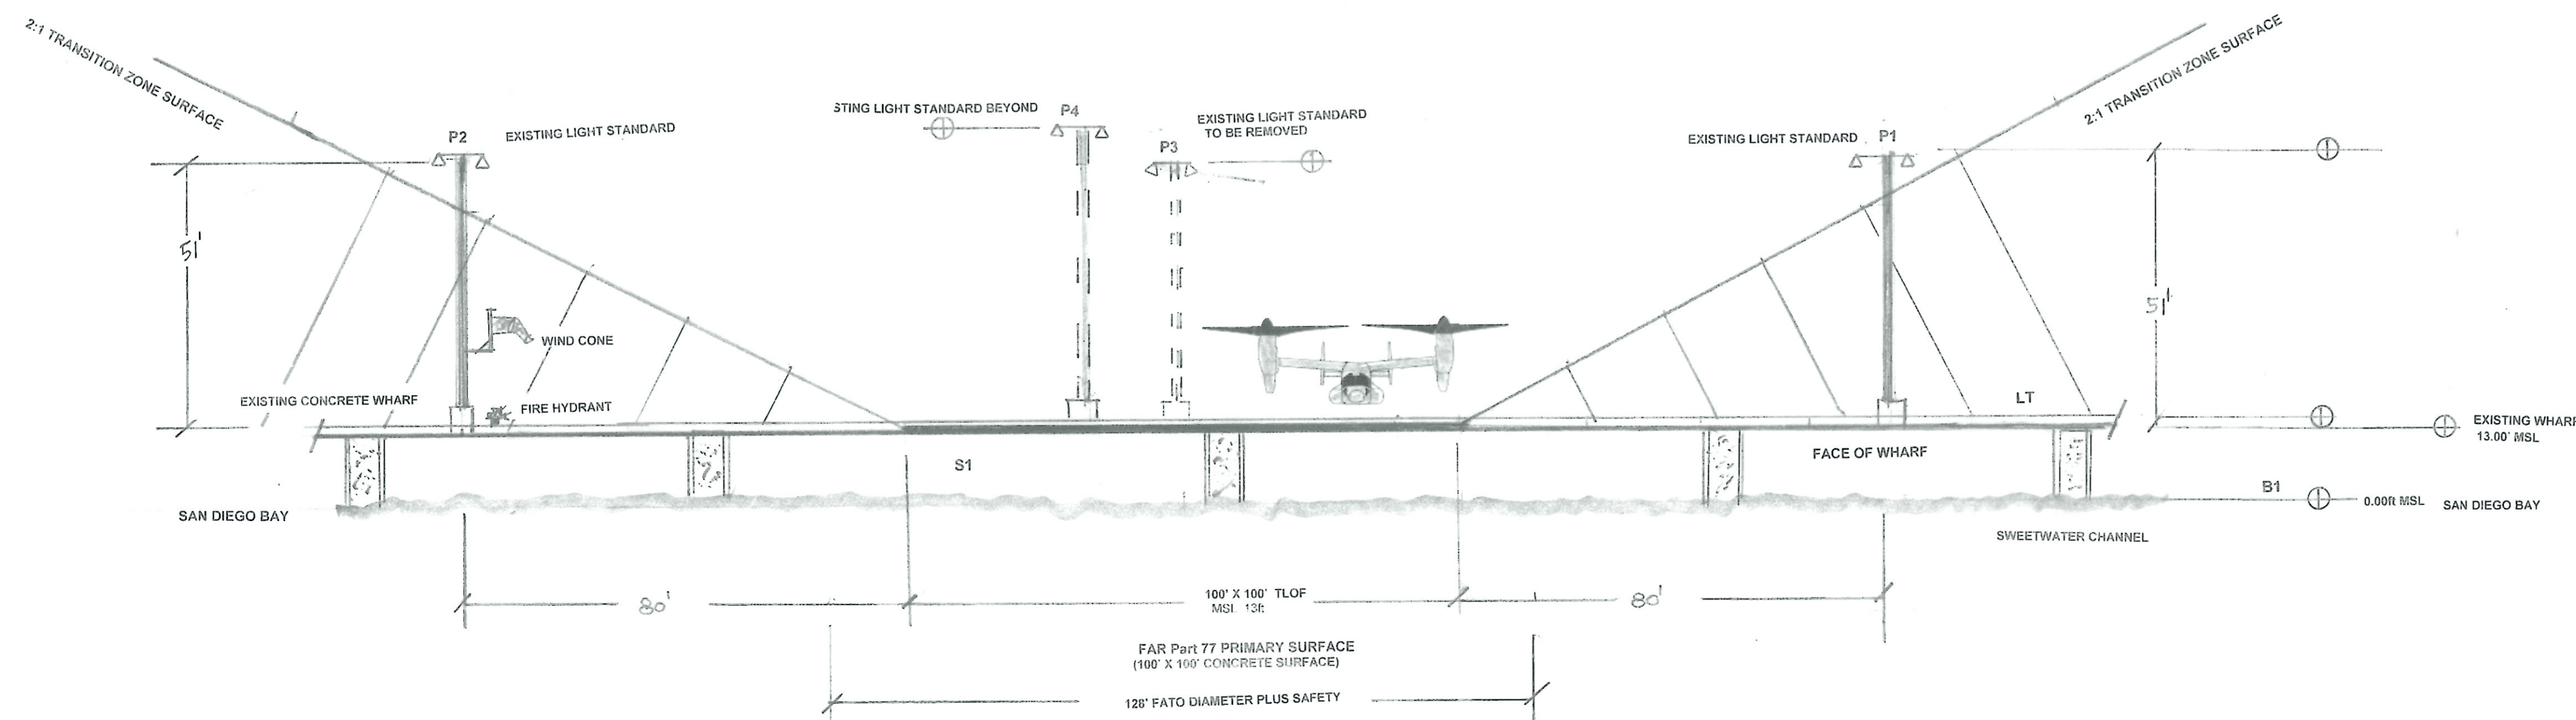 2:1 TRANSITION ZONE SURFACE
2:1 TRANSITION ZONE SURFACE
STING LIGHT STANDARD BEYOND
P4
EXISTING LIGHT STANDARD
TO BE REMOVED
P3
P2
EXISTING LIGHT STANDARD
EXISTING LIGHT STANDARD
P1
51'
51'
WIND CONE
EXISTING CONCRETE WHARF
FIRE HYDRANT
LT
EXISTING WHARF
13.00' MSL
S1
FACE OF WHARF
SAN DIEGO BAY
B1
0.00ft MSL
SAN DIEGO BAY
SWEETWATER CHANNEL
80'
100' X 100' TLOF
MSL 13ft
80'
FAR Part 77 PRIMARY SURFACE
(100' X 100' CONCRETE SURFACE)
128' FATO DIAMETER PLUS SAFETY